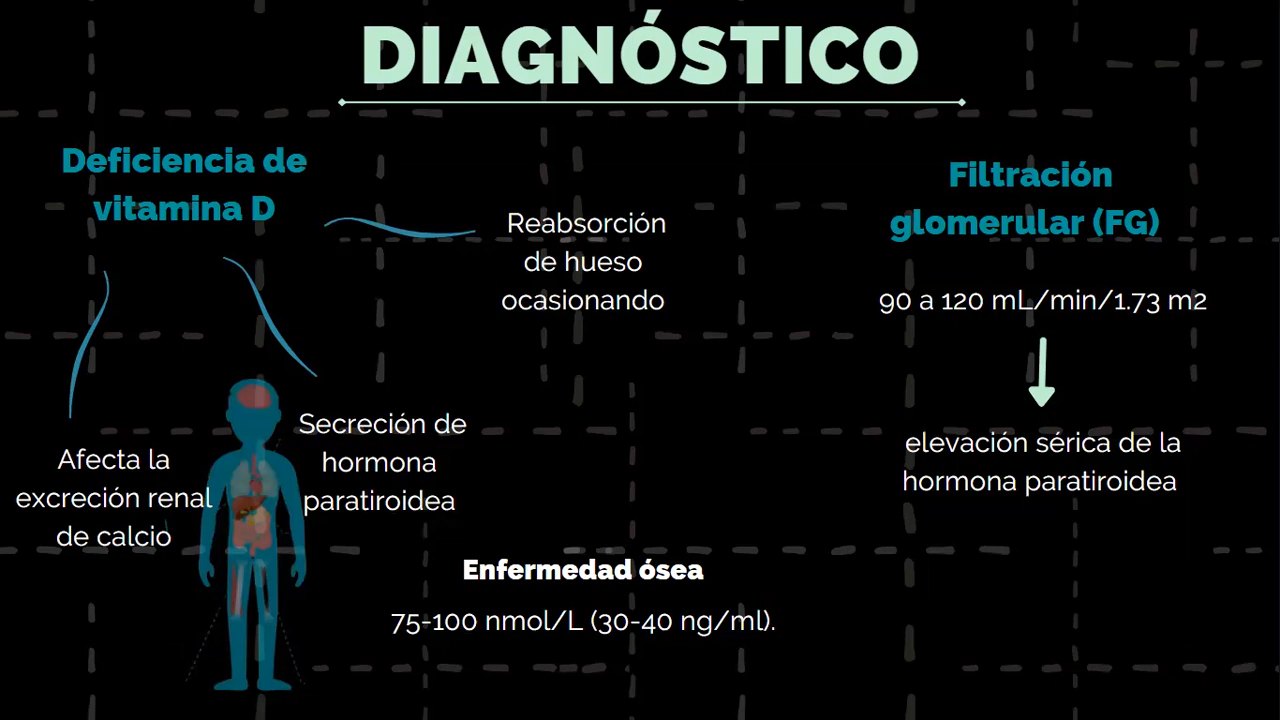 DIAGNÓSTICO
Deficiencia de
vitamina D
Reabsorción
de hueso
ocasionando
Afecta la
excreción renal
de calcio
Secreción de
hormona
paratiroidea
Enfermedad ósea
75-100 nmol/L (30-40 ng/ml).
Filtración
glomerular (FG)
90 a 120 mL/min/1.73 m2
elevación sérica de la
hormona paratiroidea